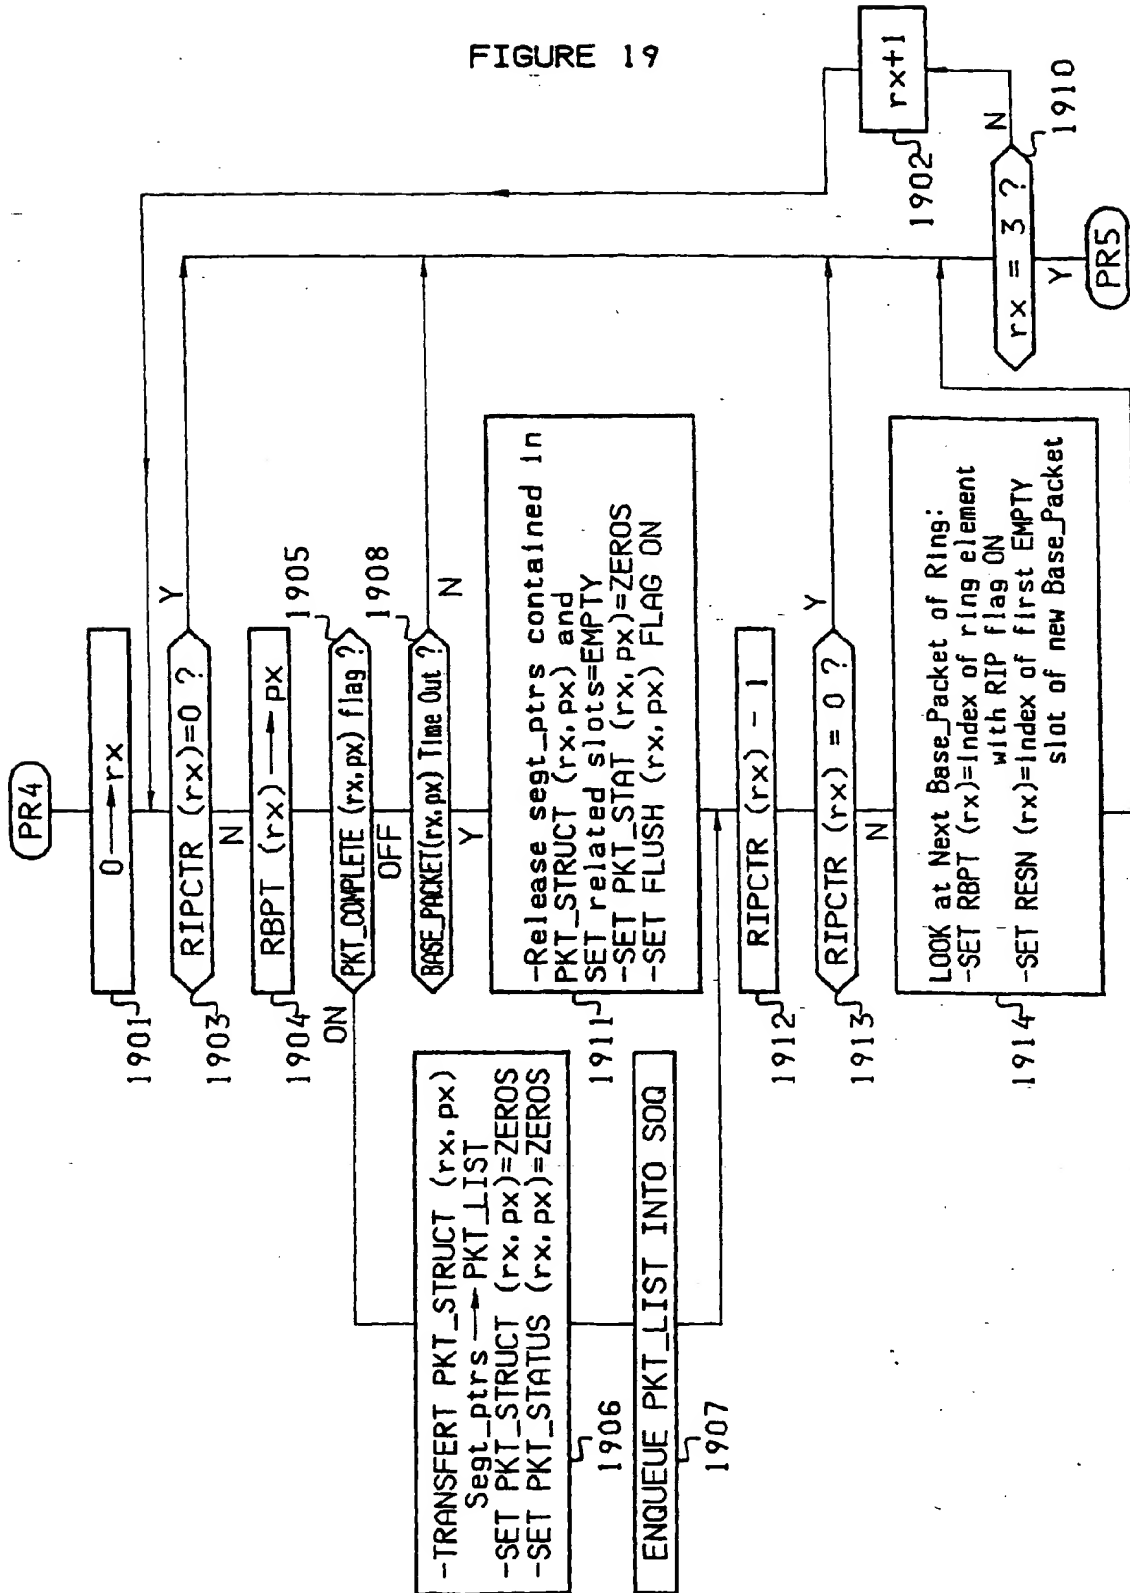 FIGURE 19
PR4
0 → rx
1901
RIPCTR (rx)=0 ?
Y
N
1903
RBPT (rx) → px
1904
PKT_COMPLETE (rx,px) flag ?
1905
ON
OFF
BASE_PACKET(rx,px) Time Out ?
1908
N
Y
-TRANSFERT PKT_STRUCT (rx,px)
Segt_ptrs → PKT_LIST
-SET PKT_STRUCT (rx,px)=ZEROS
-SET PKT_STATUS (rx,px)=ZEROS
1906
ENQUEUE PKT_LIST INTO SOQ
1907
-Release segt_ptrs contained in
PKT_STRUCT (rx,px) and
SET related slots=EMPTY
-SET PKT_STAT (rx,px)=ZEROS
-SET FLUSH (rx,px) FLAG ON
1911
RIPCTR (rx) - 1
1912
RIPCTR (rx) = 0 ?
Y
N
1913
LOOK at Next Base_Packet of Ring:
-SET RBPT (rx)=Index of ring element
with RIP flag ON
-SET RESN (rx)=Index of first EMPTY
slot of new Base_Packet
1914
rx+1
1902
N
rx = 3 ?
1910
Y
PR5